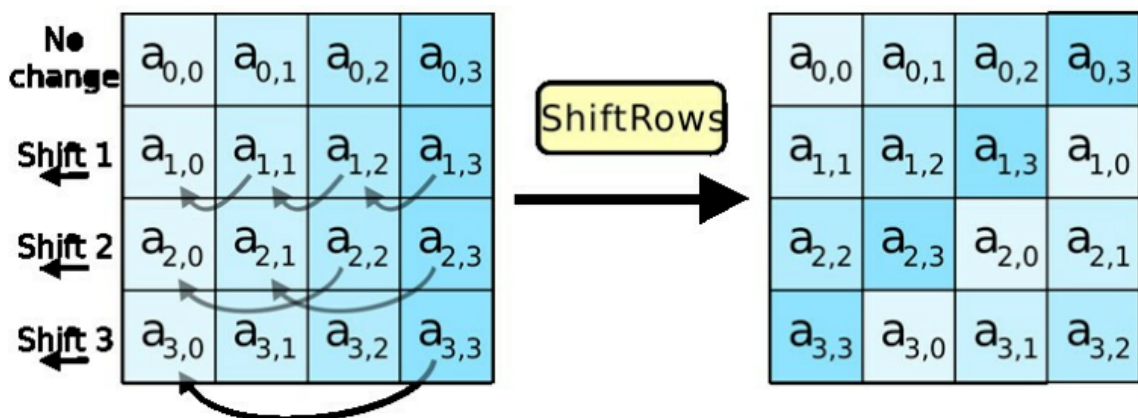 No
change
a0,0 a0,1 a0,2 a0,3
Shift 1
a1,0 a1,1 a1,2 a1,3
Shift 2
a2,0 a2,1 a2,2 a2,3
Shift 3
a3,0 a3,1 a3,2 a3,3
ShiftRows
a0,0 a0,1 a0,2 a0,3
a1,1 a1,2 a1,3 a1,0
a2,2 a2,3 a2,0 a2,1
a3,3 a3,0 a3,1 a3,2